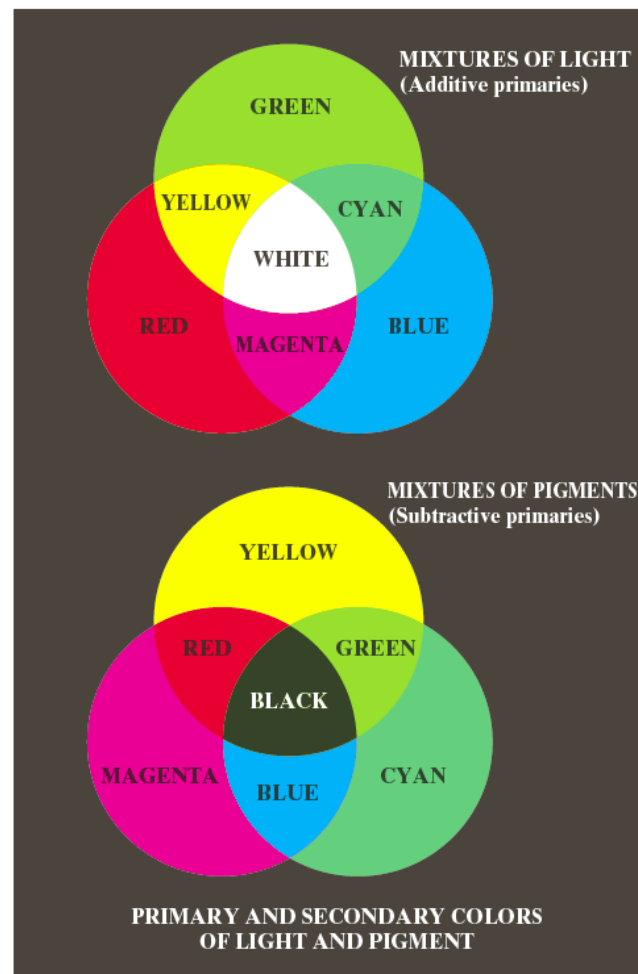 MIXTURES OF LIGHT
(Additive primaries)
GREEN
YELLOW
CYAN
WHITE
RED
BLUE
MAGENTA
MIXTURES OF PIGMENTS
(Subtractive primaries)
YELLOW
RED
GREEN
BLACK
MAGENTA
BLUE
CYAN
PRIMARY AND SECONDARY COLORS
OF LIGHT AND PIGMENT